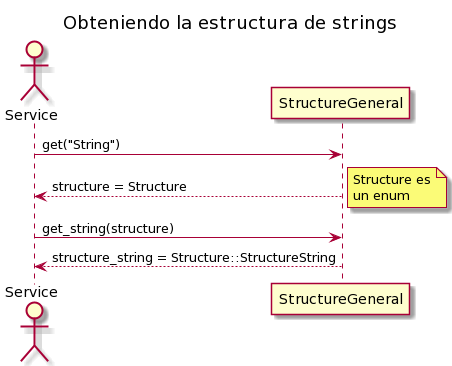 Obteniendo la estructura de strings
Service
StructureGeneral
get("String")
structure = Structure
Structure es
un enum
get_string(structure)
structure_string = Structure::StructureString
Service
StructureGeneral